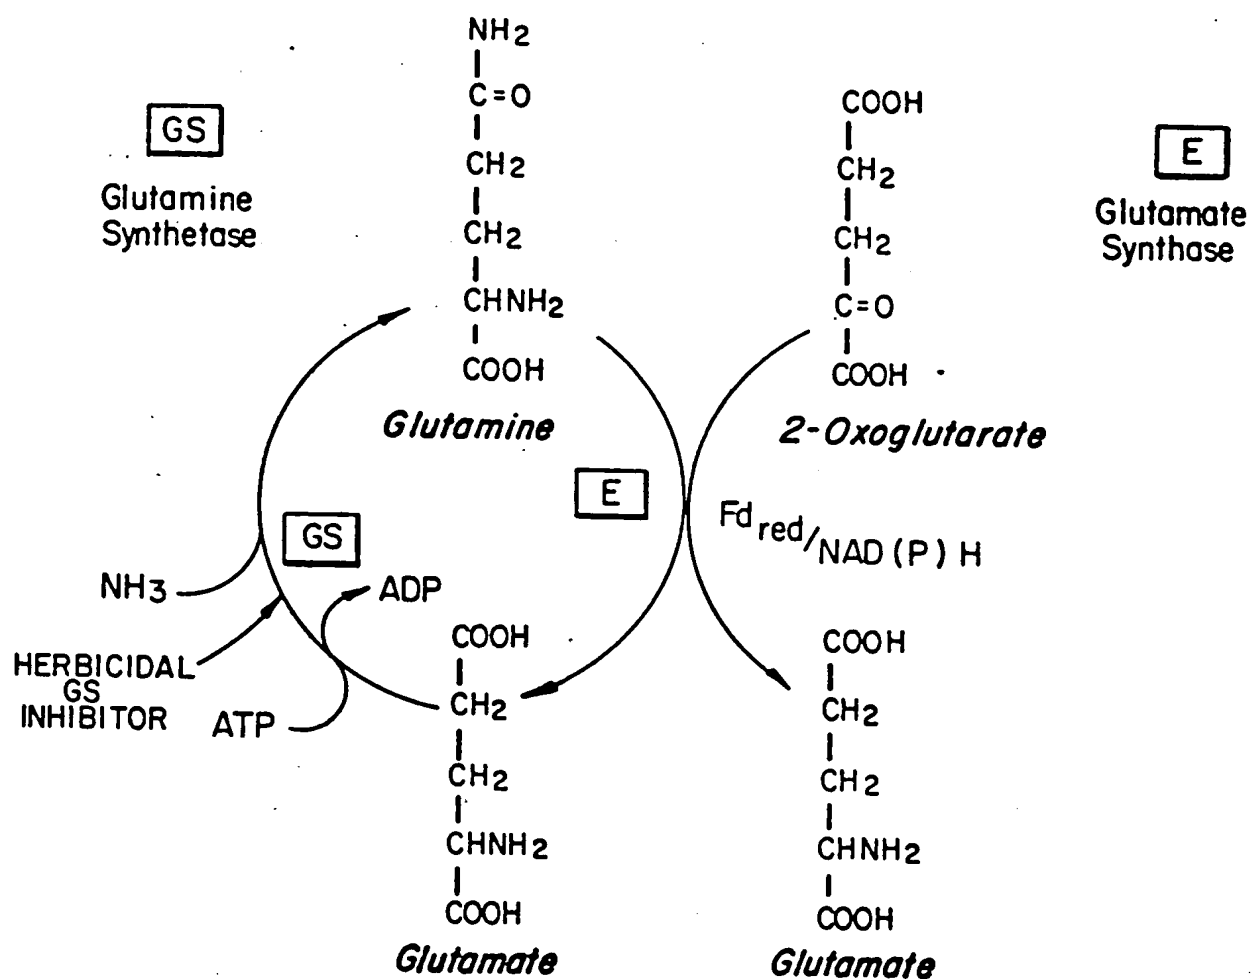 GS
Glutamine
Synthetase
NH2
C=O
CH2
CH2
CHNH2
COOH
Glutamine
COOH
CH2
CH2
C=O
COOH
2-Oxoglutarate
E
Glutamate
Synthase
E
Fdred/NAD(P)H
GS
NH3
ADP
HERBICIDAL
GS
INHIBITOR
ATP
COOH
CH2
CH2
CHNH2
COOH
Glutamate
COOH
CH2
CH2
CHNH2
COOH
Glutamate